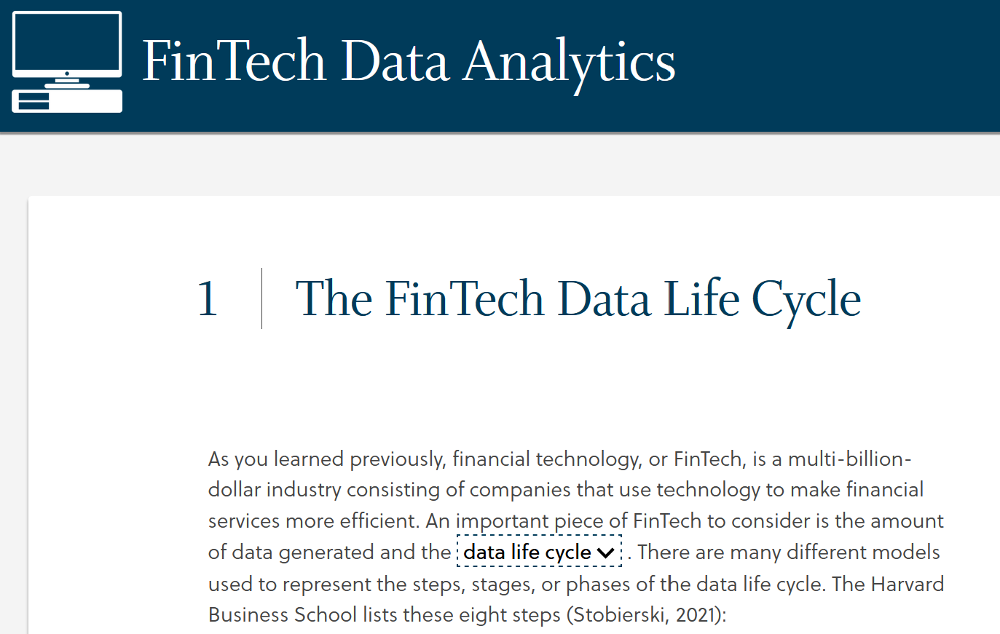 FinTech Data Analytics
1 The FinTech Data Life Cycle
As you learned previously, financial technology, or FinTech, is a multi-billion-
dollar industry consisting of companies that use technology to make financial
services more efficient. An important piece of FinTech to consider is the amount
of data generated and the data life cycle . There are many different models
used to represent the steps, stages, or phases of the data life cycle. The Harvard
Business School lists these eight steps (Stobierski, 2021):